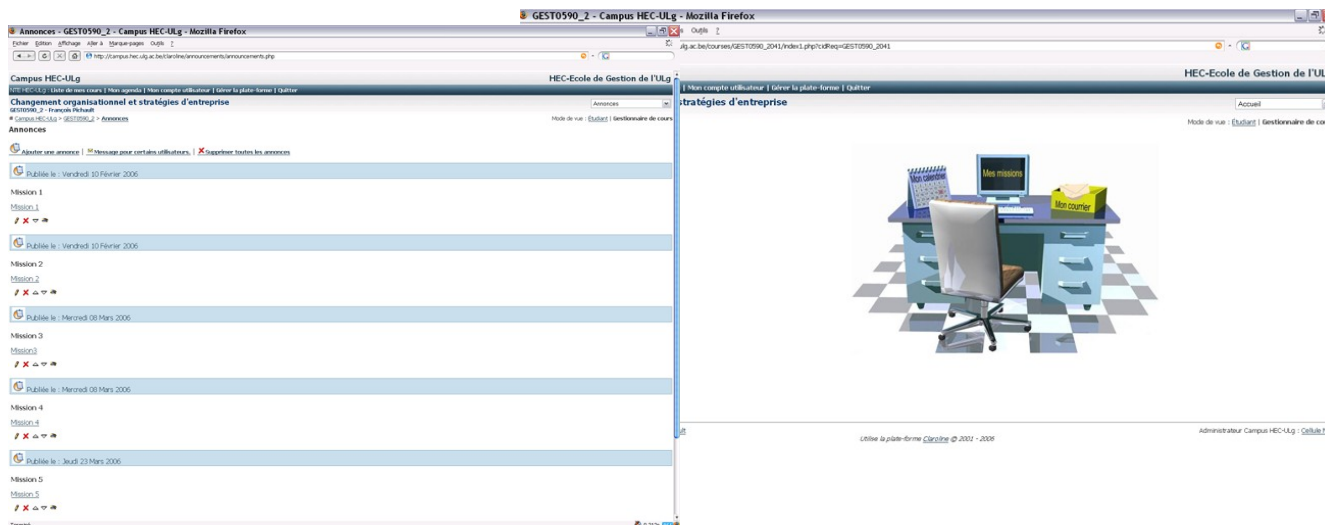 GEST0590_2 - Campus HEC-ULg - Mozilla Firefox
Annonces - GEST0590_2 - Campus HEC-ULg - Mozilla Firefox
Fichier Edition Affichage Aller à Marque-pages Outils ?
http://campus.hec.ulg.ac.be/claroline/announcements/announcements.php
Campus HEC-ULg
HEC-Ecole de Gestion de l'ULg
NTE HEC-ULg : Liste de mes cours | Mon agenda | Mon compte utilisateur | Gérer la plate-forme | Quitter
Changement organisationnel et stratégies d'entreprise
Annonces
GEST0590_2 - François Pichault
Campus HEC-ULg > GEST0590_2 > Annonces
Mode de vue : Étudiant | Gestionnaire de cours
Annonces
Ajouter une annonce | Message pour certains utilisateurs. | Supprimer toutes les annonces
Publiée le : Vendredi 10 Février 2006
Mission 1
Mission 1
Publiée le : Vendredi 10 Février 2006
Mission 2
Mission 2
Publiée le : Mercredi 08 Mars 2006
Mission 3
Mission3
Publiée le : Mercredi 08 Mars 2006
Mission 4
Mission 4
Publiée le : Jeudi 23 Mars 2006
Mission 5
Mission 5
Outils ?
ulg.ac.be/courses/GEST0590_2041/index1.php?cidReq=GEST0590_2041
HEC-Ecole de Gestion de l'UL
| Mon compte utilisateur | Gérer la plate-forme | Quitter
stratégies d'entreprise
Accueil
Mode de vue : Étudiant | Gestionnaire de cou
Mon calendrier
Mes missions
Mon courrier
Administrateur Campus HEC-ULg : Cellule
Utilise la plate-forme Claroline © 2001 - 2006